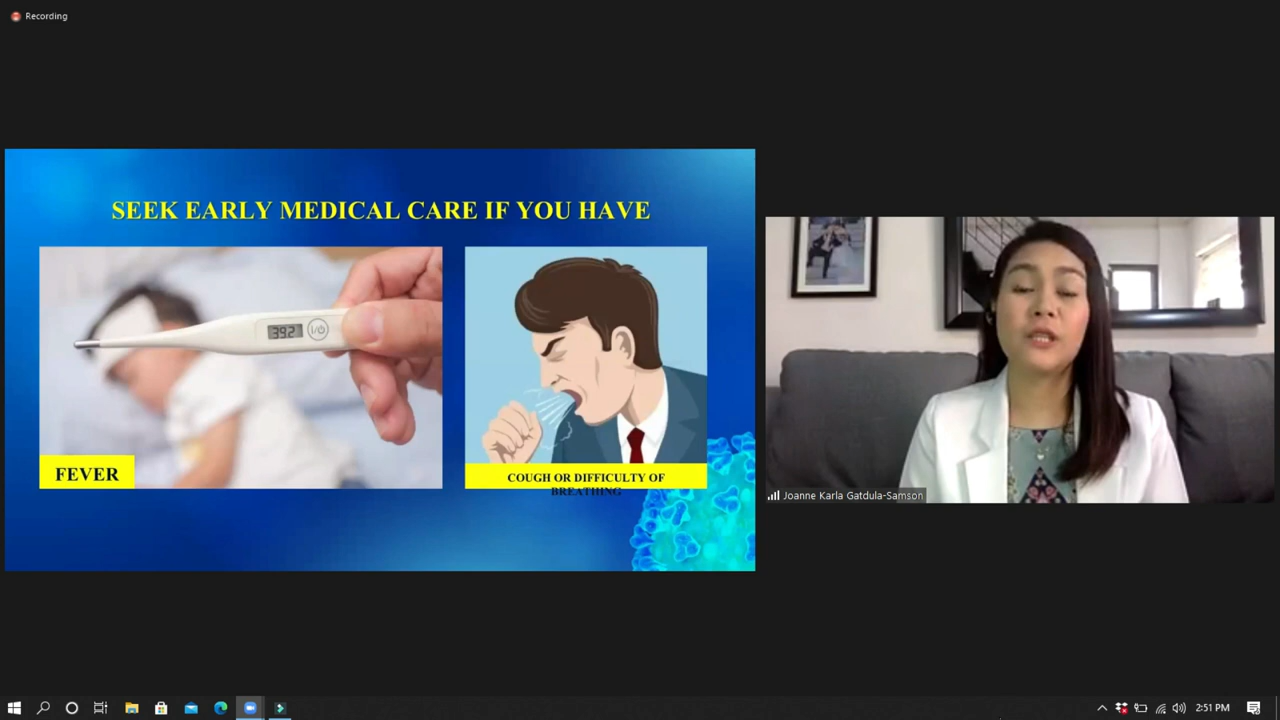 Recording
SEEK EARLY MEDICAL CARE IF YOU HAVE
39.2
FEVER
COUGH OR DIFFICULTY OF
BREATHING
Joanne Karla Gatdula-Samson
2:51 PM